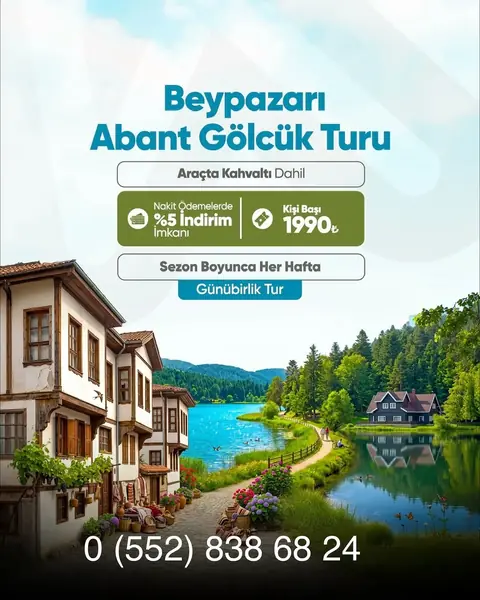 Beypazarı
Abant Gölcük Turu
Araçta Kahvaltı Dahil
Nakit Ödemelerde
%5 İndirim
İmkanı
Kişi Başı
1990₺
Sezon Boyunca Her Hafta
Günübirlik Tur
0 (552) 838 68 24